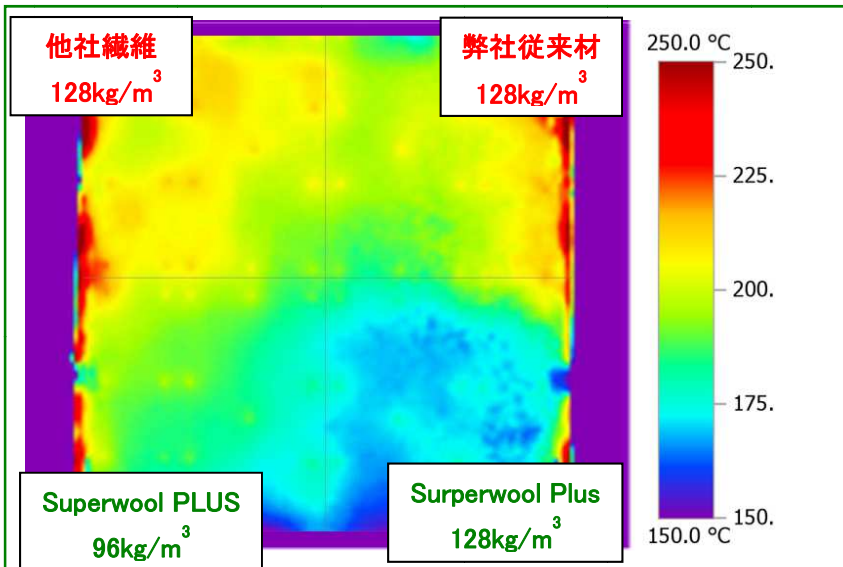 他社繊維
128kg/m³
弊社従来材
128kg/m³
250.0 ℃
250.
225.
200.
175.
150.
150.0 ℃
Superwool PLUS
96kg/m³
Surperwool Plus
128kg/m³